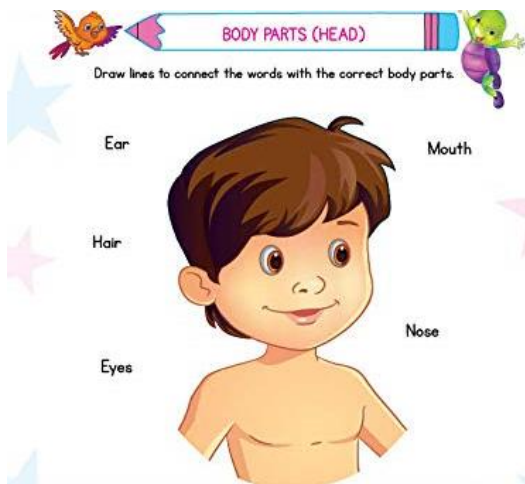 BODY PARTS (HEAD)
Draw lines to connect the words with the correct body parts.
Ear
Mouth
Hair
Nose
Eyes